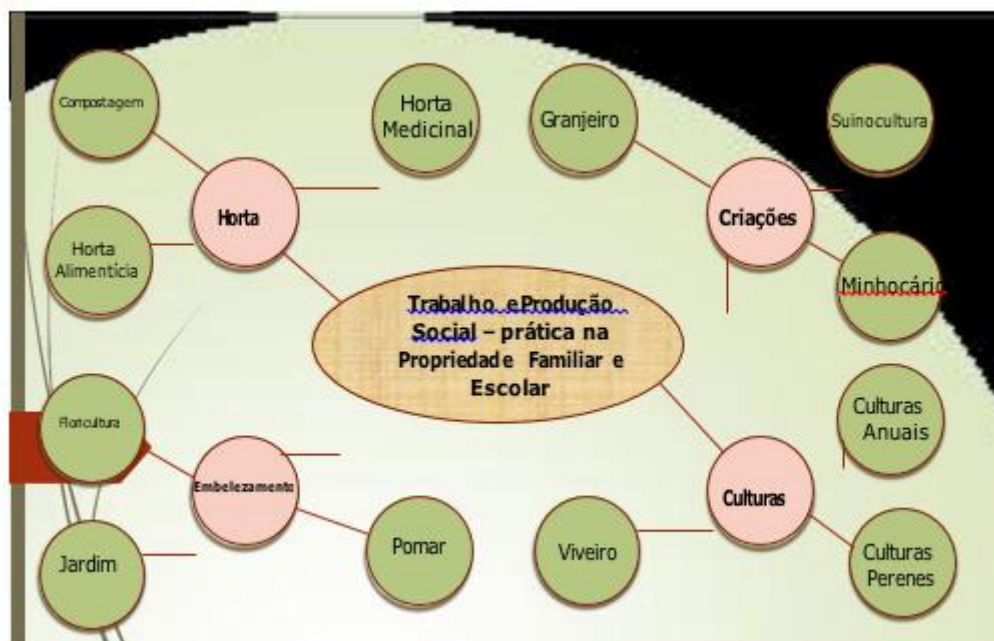 Compostagem
Horta
Medicinal
Granjeiro
Suinocultura
Horta
Criações
Horta
Alimentícia
Minhocário
Trabalho eProdução
Social – prática na
Propriedade Familiar e
Escolar
Floricultura
Culturas
Anuais
Embelezamento
Culturas
Jardim
Pomar
Viveiro
Culturas
Perenes